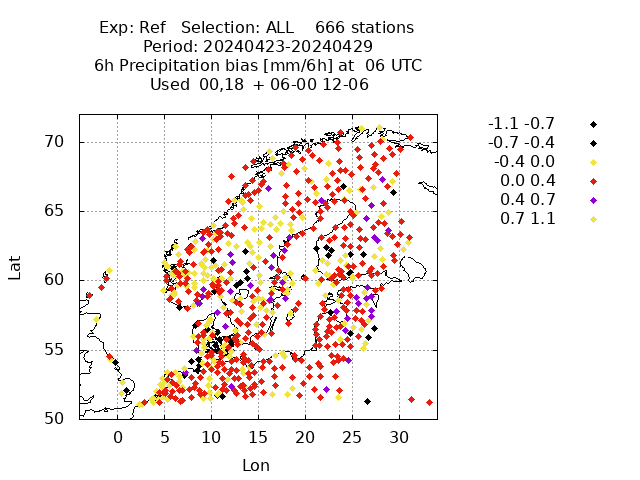 Exp: Ref   Selection: ALL    666 stations
Period: 20240423-20240429
6h Precipitation bias [mm/6h] at  06 UTC
Used 00,18  + 06-00 12-06
-1.1 -0.7
-0.7 -0.4
-0.4 0.0
0.0 0.4
0.4 0.7
0.7 1.1
70
65
60
55
50
Lat
0 5 10 15 20 25 30
Lon